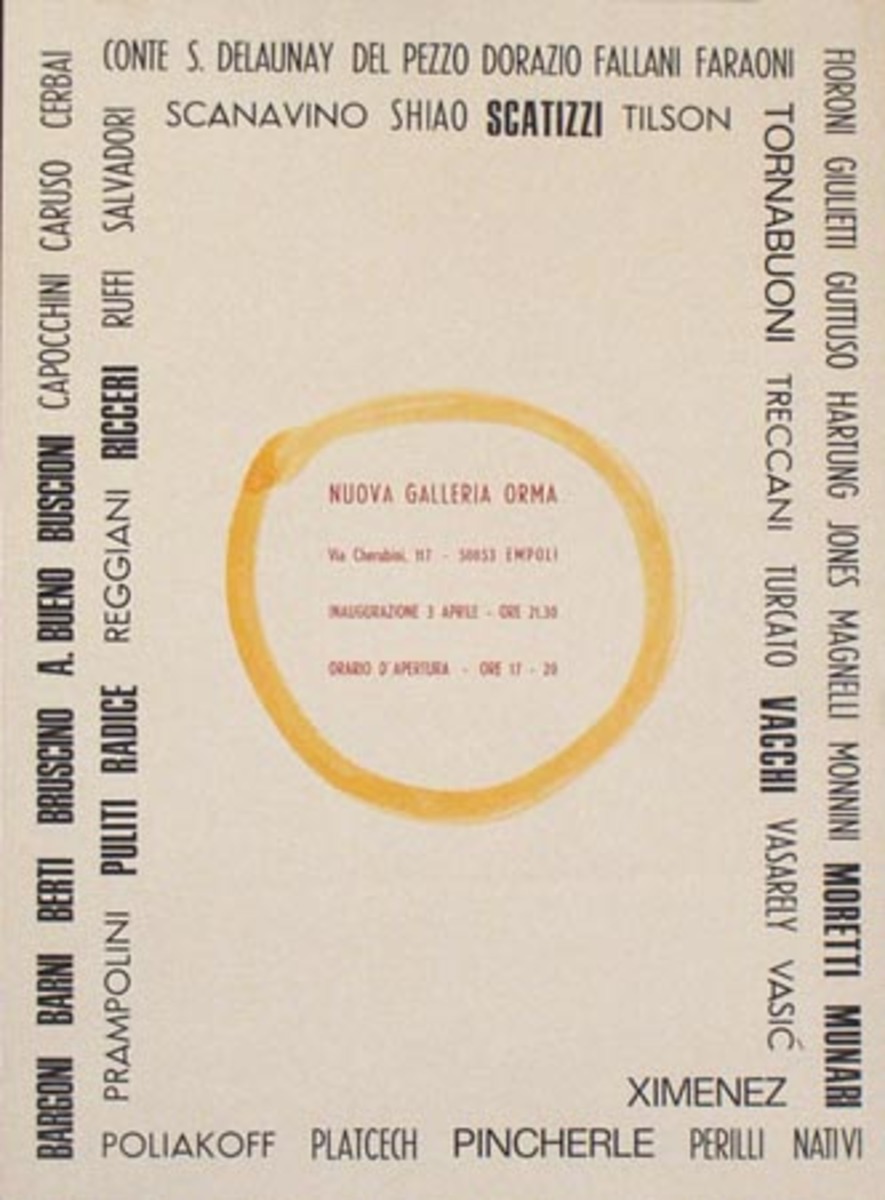 BARGONI BARNI BERTI BRUSCINO A. BUENO BUSCIONI CAPOCCHINI CARUSO CERBAI
CONTE S. DELAUNAY DEL PEZZO DORAZIO FALLANI FARAONI
FIORONI GIULIETTI GUTTUSO HARTUNG JONES MAGNELLI MONNINI MORETTI MUNARI
NATIVI
PERILLI
PINCHERLE
PLATCECH
POLIAKOFF
PRAMPOLINI PULITI RADICE REGGIANI RICCERI RUFFI SALVADORI
SCANAVINO SHIAO SCATIZZI TILSON
TORNABUONI TRECCANI TURCATO VACCHI VASARELY VASIĆ
XIMENEZ
NUOVA GALLERIA ORMA
Via Cherubini, 117 - 50053 EMPOLI
INAUGURAZIONE 3 APRILE - ORE 21.30
ORARIO D'APERTURA - ORE 17 - 20